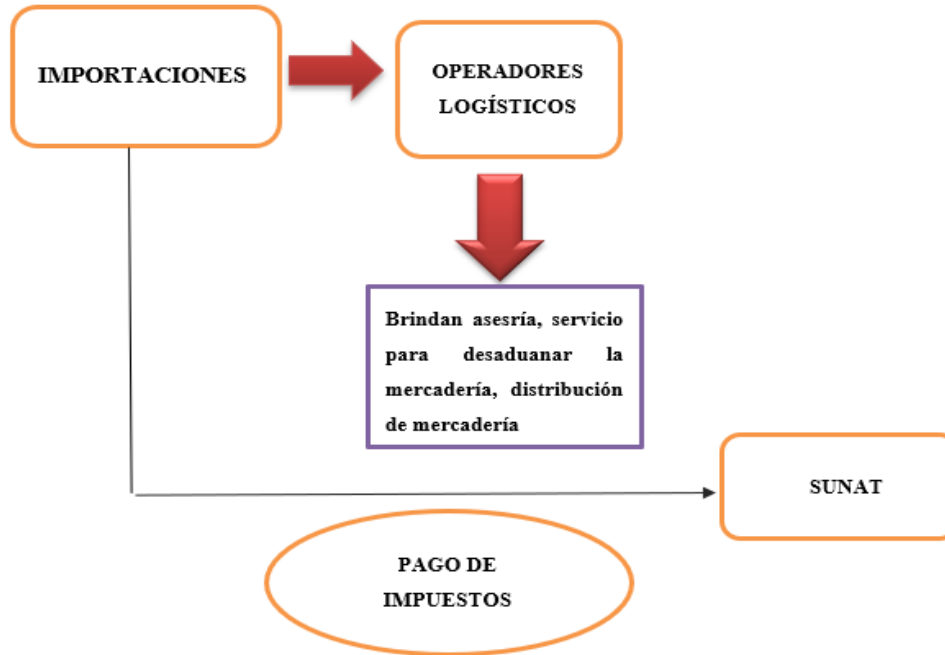 IMPORTACIONES
OPERADORES
LOGÍSTICOS
Brindan asesría, servicio
para desaduanar la
mercadería, distribución
de mercadería
SUNAT
PAGO DE
IMPUESTOS